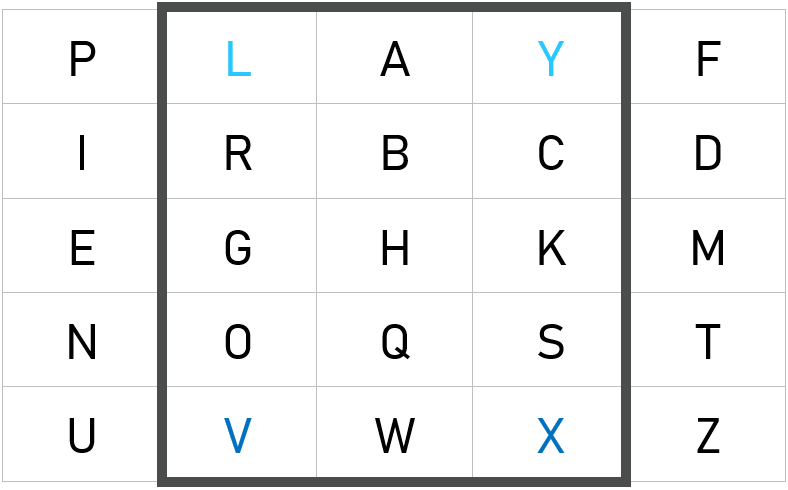 P L A Y F
I R B C D
E G H K M
N O Q S T
U V W X Z